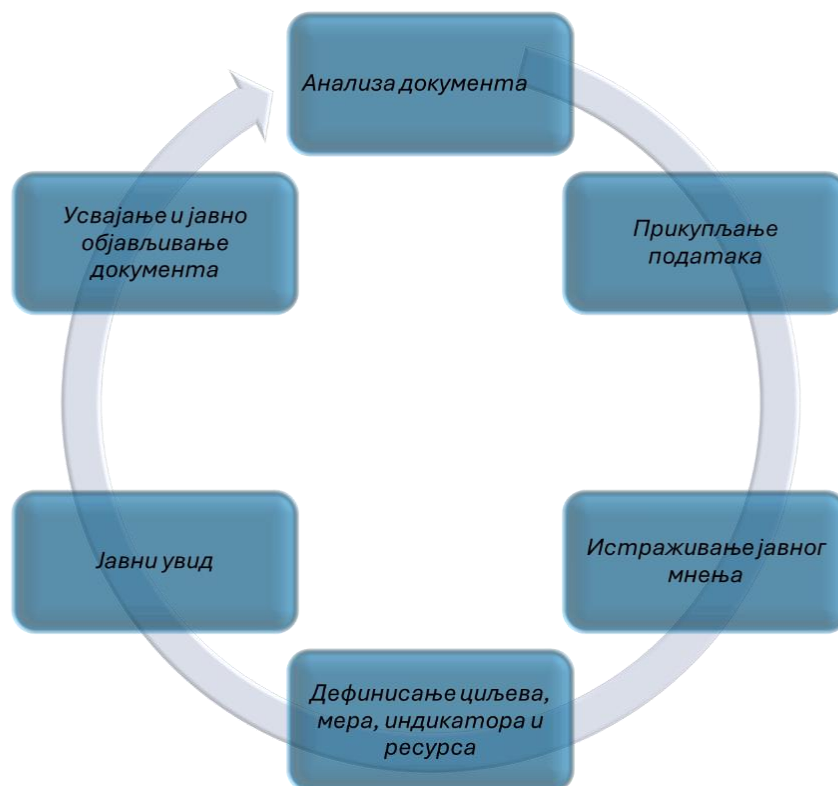 Анализа документа
Прикупљање
података
Истраживање јавног
мнења
Дефинисање циљева,
мера, индикатора и
ресурса
Јавни увид
Усвајање и јавно
објављивање
документа